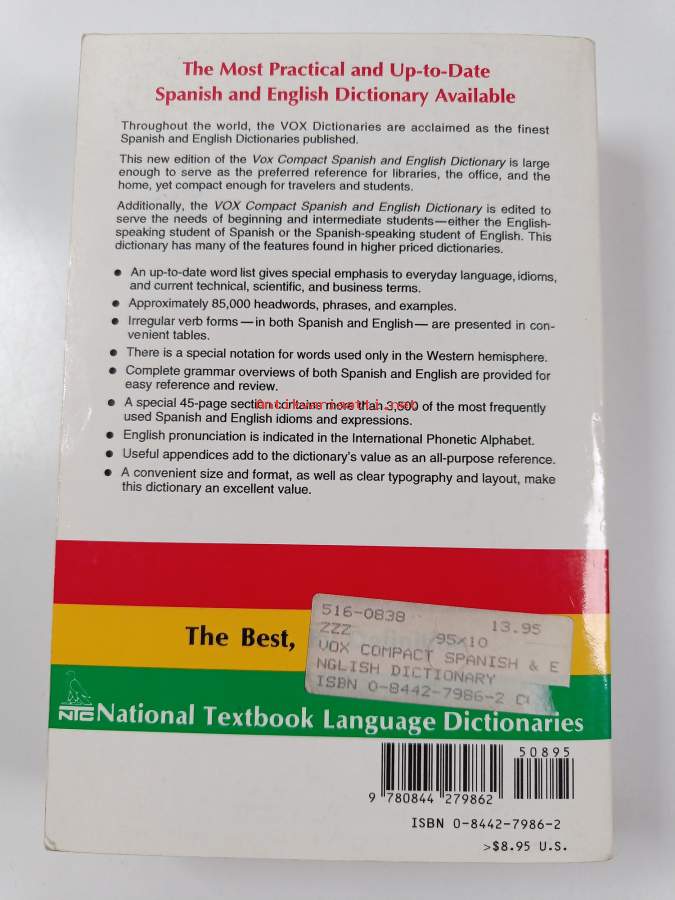 The Most Practical and Up-to-Date
Spanish and English Dictionary Available
Throughout the world, the VOX Dictionaries are acclaimed as the finest
Spanish and English Dictionaries published.
This new edition of the Vox Compact Spanish and English Dictionary is large
enough to serve as the preferred reference for libraries, the office, and the
home, yet compact enough for travelers and students.
Additionally, the VOX Compact Spanish and English Dictionary is edited to
serve the needs of beginning and intermediate students—either the English-
speaking student of Spanish or the Spanish-speaking student of English. This
dictionary has many of the features found in higher priced dictionaries.
• An up-to-date word list gives special emphasis to everyday language, idioms,
and current technical, scientific, and business terms.
• Approximately 85,000 headwords, phrases, and examples.
• Irregular verb forms—in both Spanish and English—are presented in con-
venient tables.
• There is a special notation for words used only in the Western hemisphere.
• Complete grammar overviews of both Spanish and English are provided for
easy reference and review.
• A special 45-page section contains more than 3,500 of the most frequently
used Spanish and English idioms and expressions.
• English pronunciation is indicated in the International Phonetic Alphabet.
• Useful appendices add to the dictionary's value as an all-purpose reference.
• A convenient size and format, as well as clear typography and layout, make
this dictionary an excellent value.
516-0838 13.95
ZZZ 95X10
VOX COMPACT SPANISH & E
NGLISH DICTIONARY
ISBN 0-8442-7986-2
The Best,
NTC National Textbook Language Dictionaries
50895
9 780844 279862
ISBN 0-8442-7986-2
>$8.95 U.S.